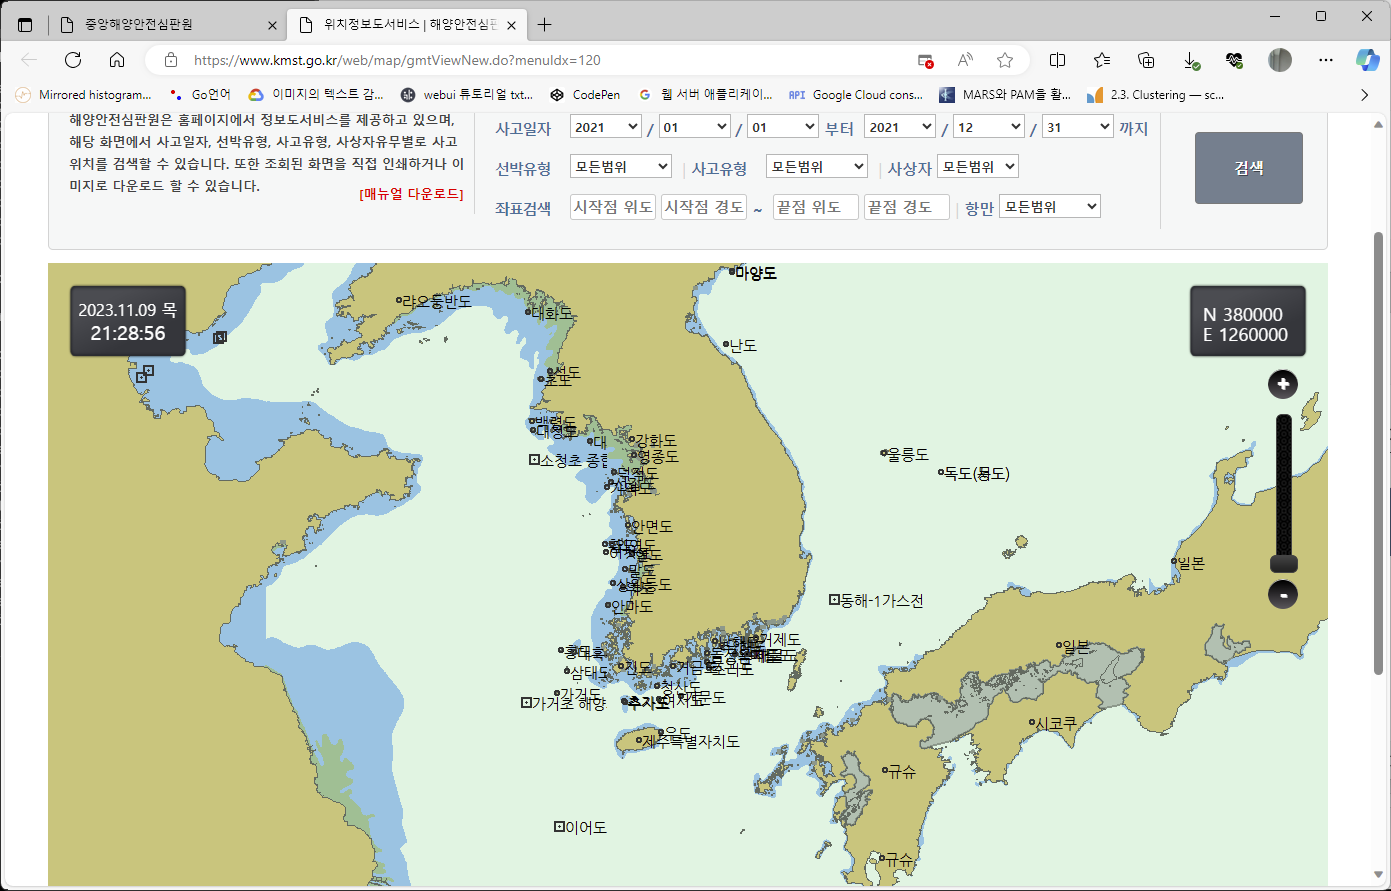 중앙해양안전심판원
위치정보도서비스 | 해양안전심판
https://www.kmst.go.kr/web/map/gmtViewNew.do?menuIdx=120
Mirrored histogram...
Go언어
이미지의 텍스트 감...
webui 튜토리얼 txt...
CodePen
웹 서버 애플리케이...
API Google Cloud cons...
MARS와 PAM을 활...
2.3. Clustering — sc...
해양안전심판원은 홈페이지에서 정보도서비스를 제공하고 있으며,
해당 화면에서 사고일자, 선박유형, 사고유형, 사상자유무별로 사고
위치를 검색할 수 있습니다. 또한 조회된 화면을 직접 인쇄하거나 이
미지로 다운로드 할 수 있습니다.
[매뉴얼 다운로드]
사고일자 2021 / 01 / 01 부터 2021 / 12 / 31 까지
선박유형 모든범위 | 사고유형 모든범위 | 사상자 모든범위
좌표검색 시작점 위도 시작점 경도 ~ 끝점 위도 끝점 경도 | 항만 모든범위
검색
2023.11.09 목
21:28:56
N 380000
E 1260000
+
-
마양도
랴오둥반도
대화도
난도
석도
초도
백령도
대청도
대
강화도
영종도
소청초 종합
덕적도
울릉도
독도(동도)
안면도
일본
상왕등도
안마도
동해-1가스전
거제도
일본
진도
거금도
소리도
삼태도
청산도
가거도
거문도
가거초 해양
추자도
여서도
시코쿠
우도
제주특별자치도
규슈
이어도
규슈